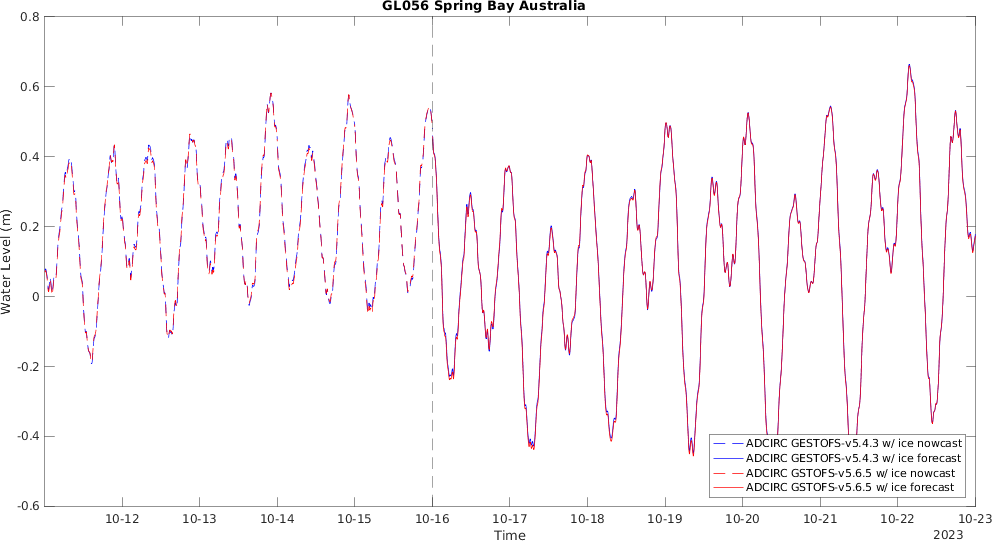 GL056 Spring Bay Australia
0.8
0.6
0.4
0.2
0
-0.2
-0.4
-0.6
Water Level (m)
ADCIRC GESTOFS-v5.4.3 w/ ice nowcast
ADCIRC GESTOFS-v5.4.3 w/ ice forecast
ADCIRC GSTOFS-v5.6.5 w/ ice nowcast
ADCIRC GSTOFS-v5.6.5 w/ ice forecast
10-12 10-13 10-14 10-15 10-16 10-17 10-18 10-19 10-20 10-21 10-22 10-23
Time
2023